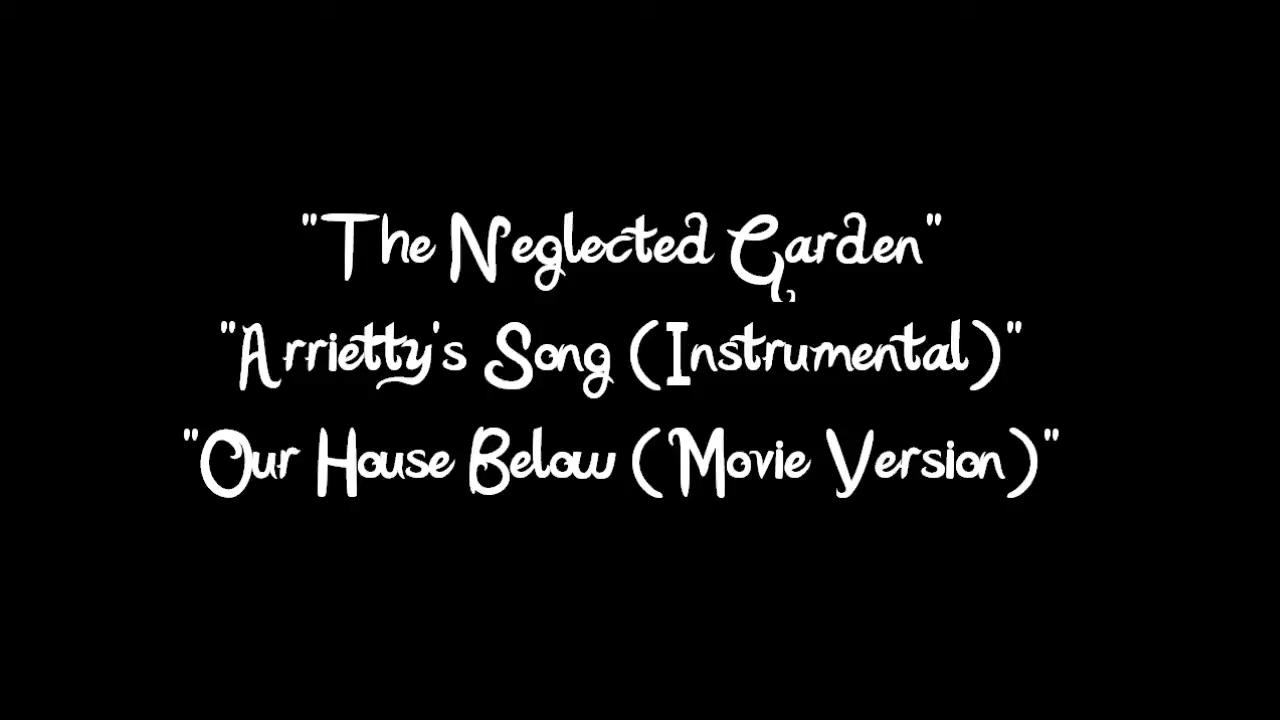 "The Neglected Garden"
"Arrietty's Song (Instrumental)"
"Our House Below (Movie Version)"